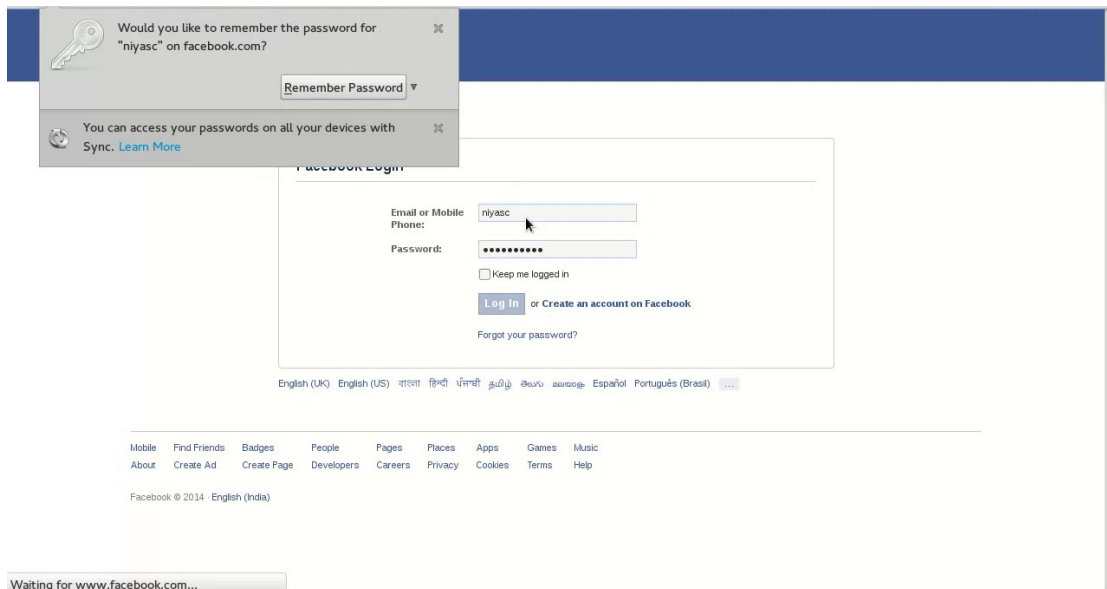 Would you like to remember the password for
"niyasc" on facebook.com?
Remember Password
You can access your passwords on all your devices with
Sync. Learn More
Facebook Login
Email or Mobile
Phone:
niyasc
Password:
Keep me logged in
Log In or Create an account on Facebook
Forgot your password?
English (UK) English (US) বাংলা हिन्दी ਪੰਜਾਬੀ தமிழ் తెలుగు മലയാളം Español Português (Brasil) ...
Mobile Find Friends Badges People Pages Places Apps Games Music
About Create Ad Create Page Developers Careers Privacy Cookies Terms Help
Facebook © 2014 · English (India)
Waiting for www.facebook.com...